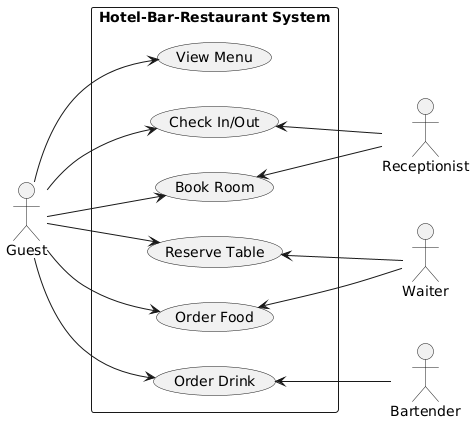 Hotel-Bar-Restaurant System
View Menu
Check In/Out
Book Room
Receptionist
Guest
Reserve Table
Waiter
Order Food
Order Drink
Bartender